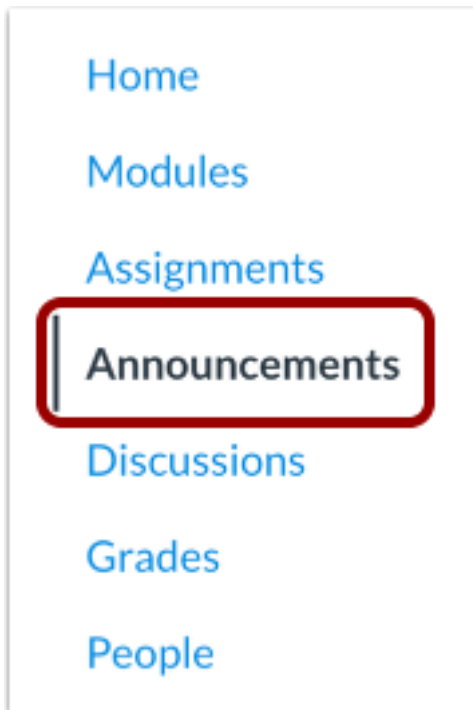 Home
Modules
Assignments
Announcements
Discussions
Grades
People